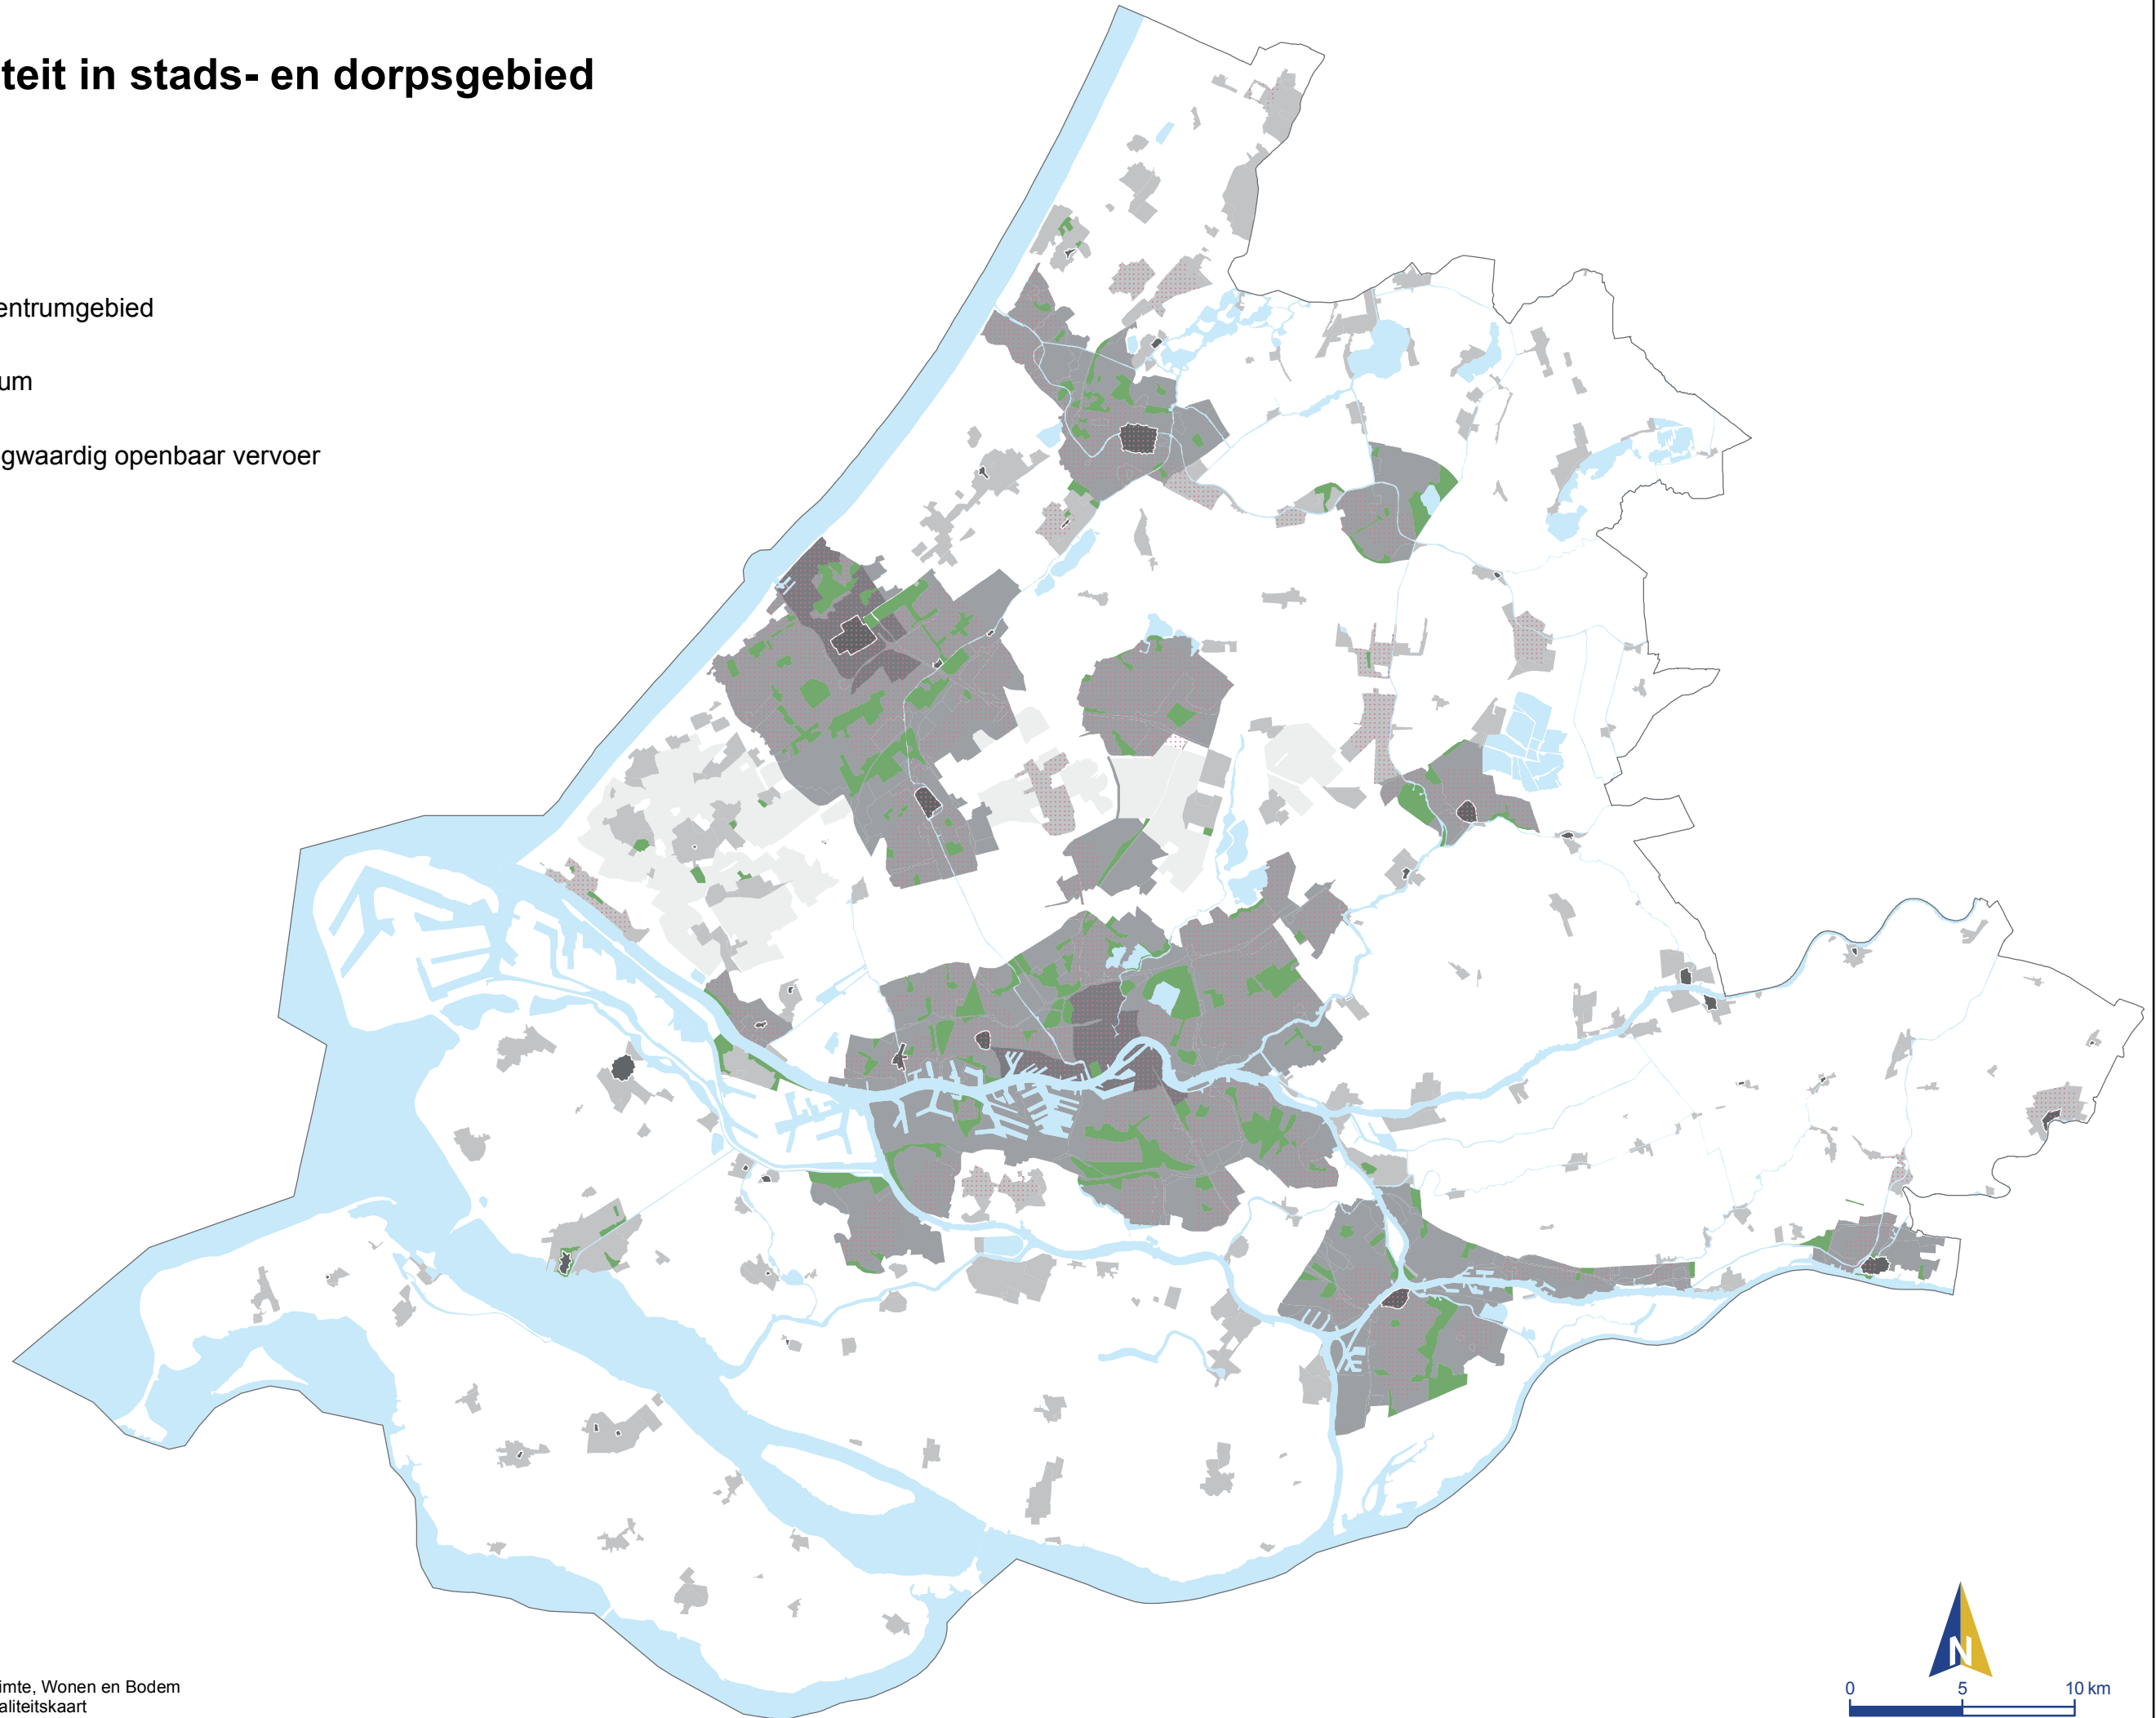 teit in stads- en dorpsgebied
entrumgebied
um
gwaardig openbaar vervoer
imte, Wonen en Bodem
aliteitskaart
N
0 5 10 km